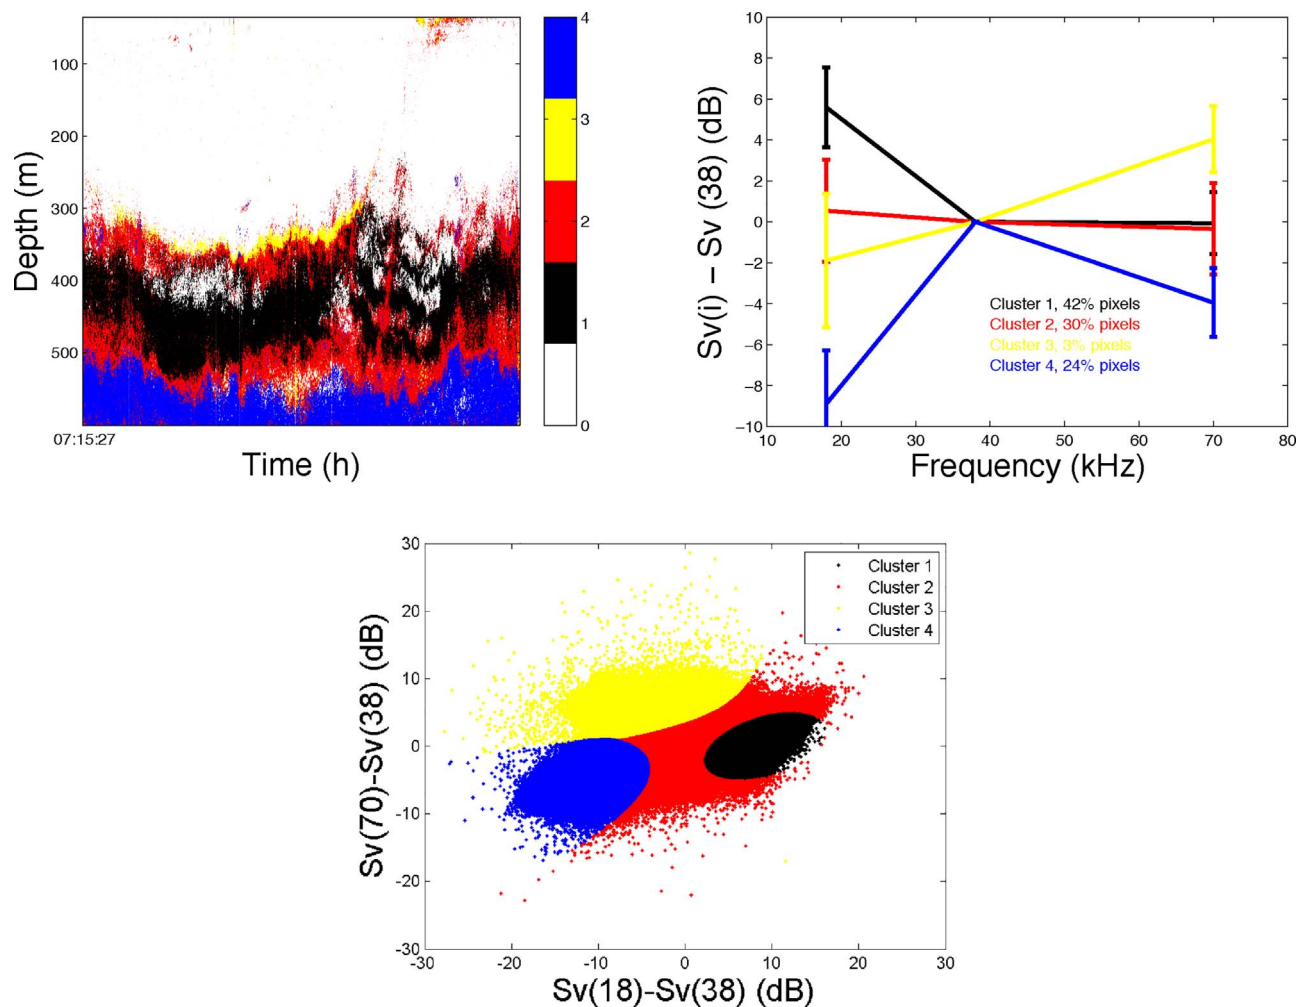 4
100
200
3
Depth (m)
300
2
400
1
500
0
07:15:27
Time (h)
10
8
6
4
2
0
−2
−4
−6
−8
−10
Sv(i) − Sv (38) (dB)
Cluster 1, 42% pixels
Cluster 2, 30% pixels
Cluster 3, 3% pixels
Cluster 4, 24% pixels
10 20 30 40 50 60 70 80
Frequency (kHz)
30
20
10
0
-10
-20
-30
Sv(70)-Sv(38) (dB)
Cluster 1
Cluster 2
Cluster 3
Cluster 4
-30 -20 -10 0 10 20 30
Sv(18)-Sv(38) (dB)